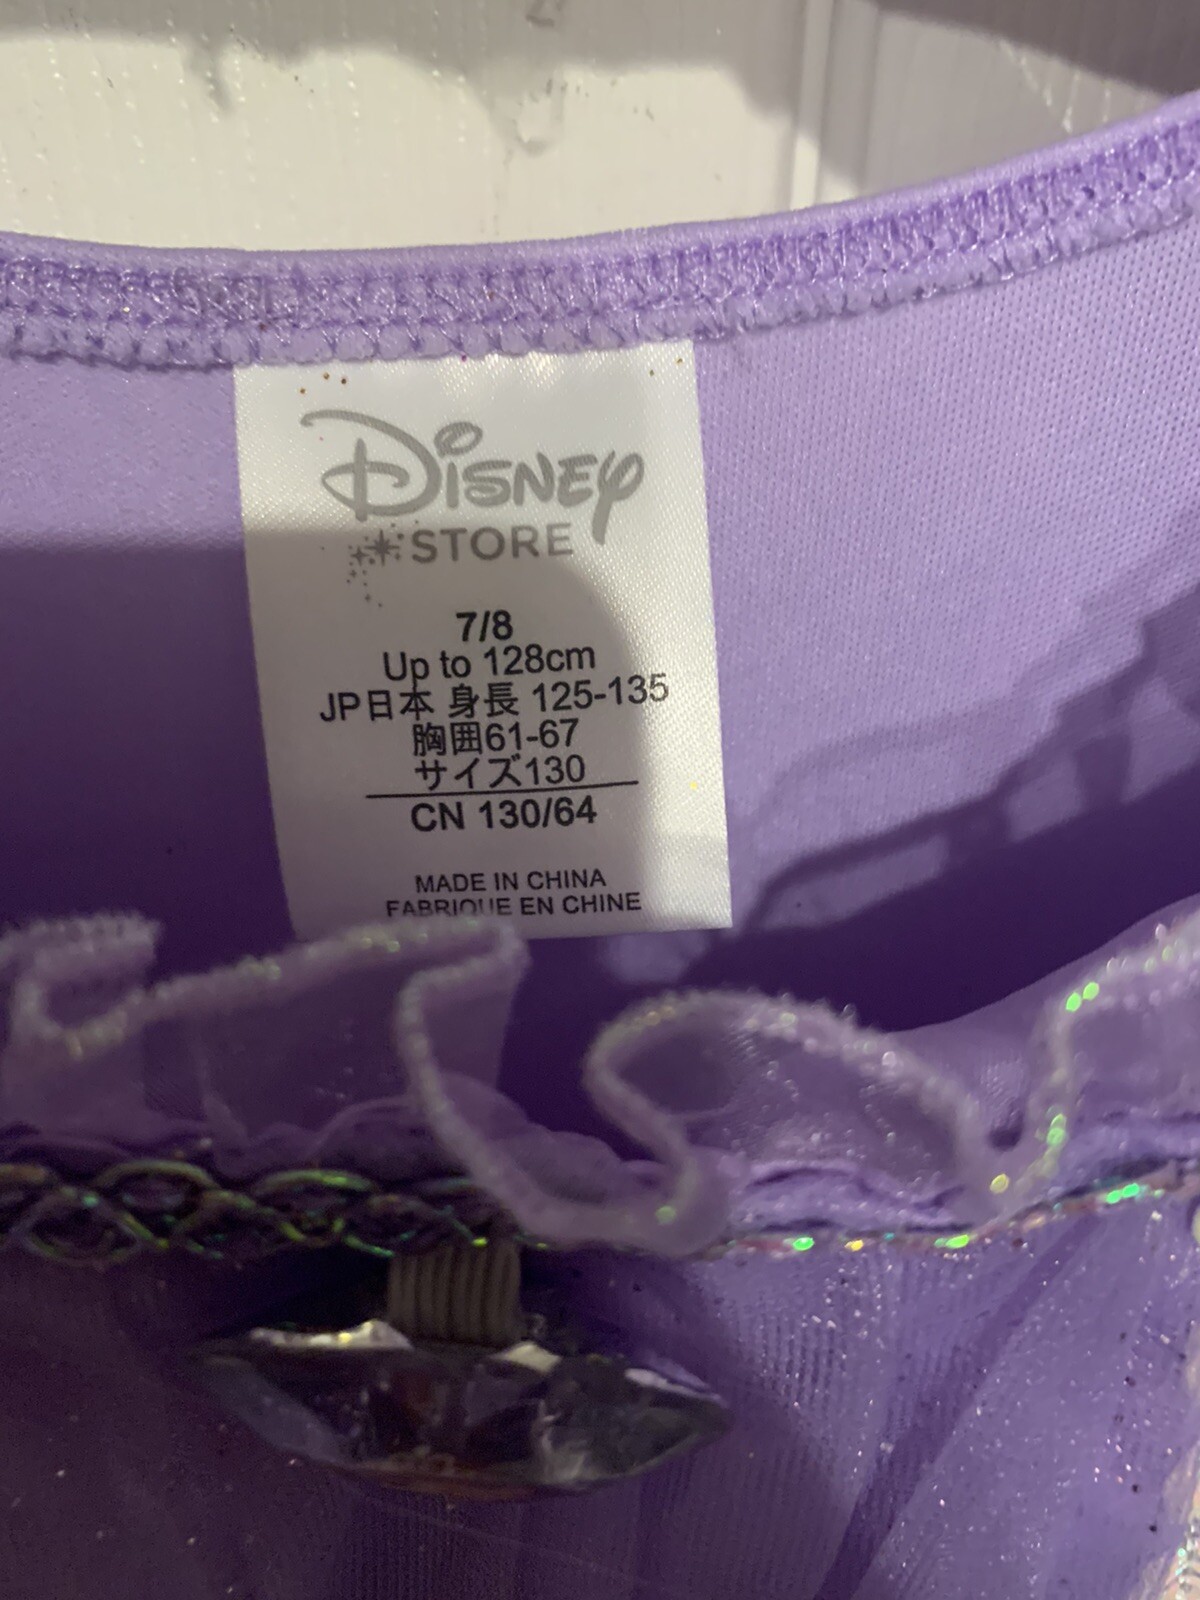 Disney
STORE
7/8
Up to 128cm
JP日本 身長 125-135
胸囲61-67
サイズ130
CN 130/64
MADE IN CHINA
FABRIQUE EN CHINE